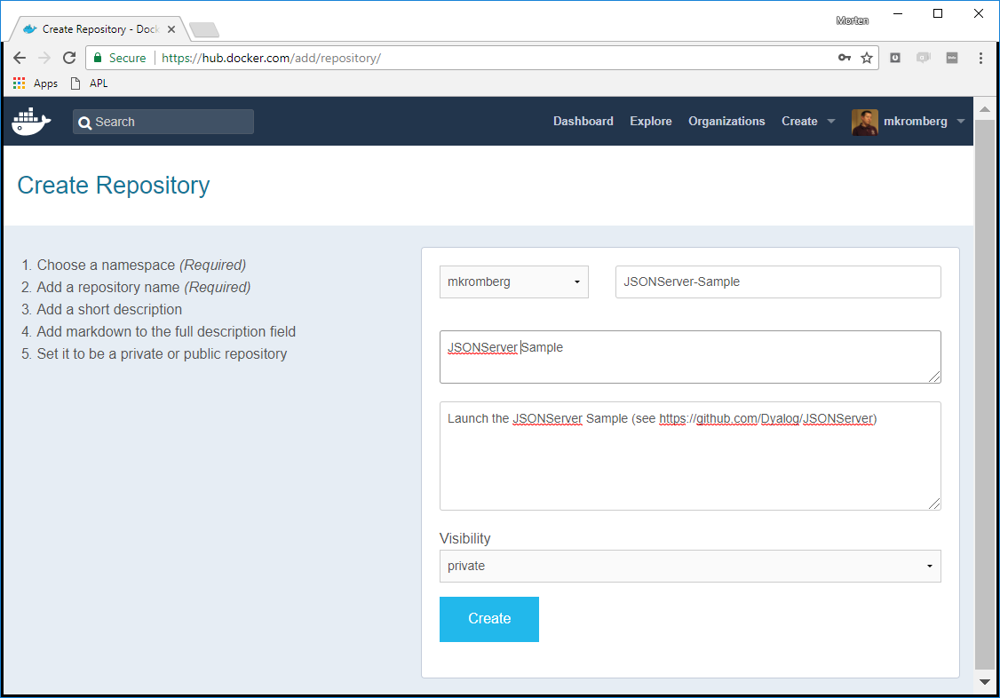 Morten
Create Repository - Dock
Secure https://hub.docker.com/add/repository/
Apps APL
Search Dashboard Explore Organizations Create mkromberg
Create Repository
1. Choose a namespace (Required)
2. Add a repository name (Required)
3. Add a short description
4. Add markdown to the full description field
5. Set it to be a private or public repository
mkromberg JSONServer-Sample
JSONServer Sample
Launch the JSONServer Sample (see https://github.com/Dyalog/JSONServer)
Visibility
private
Create